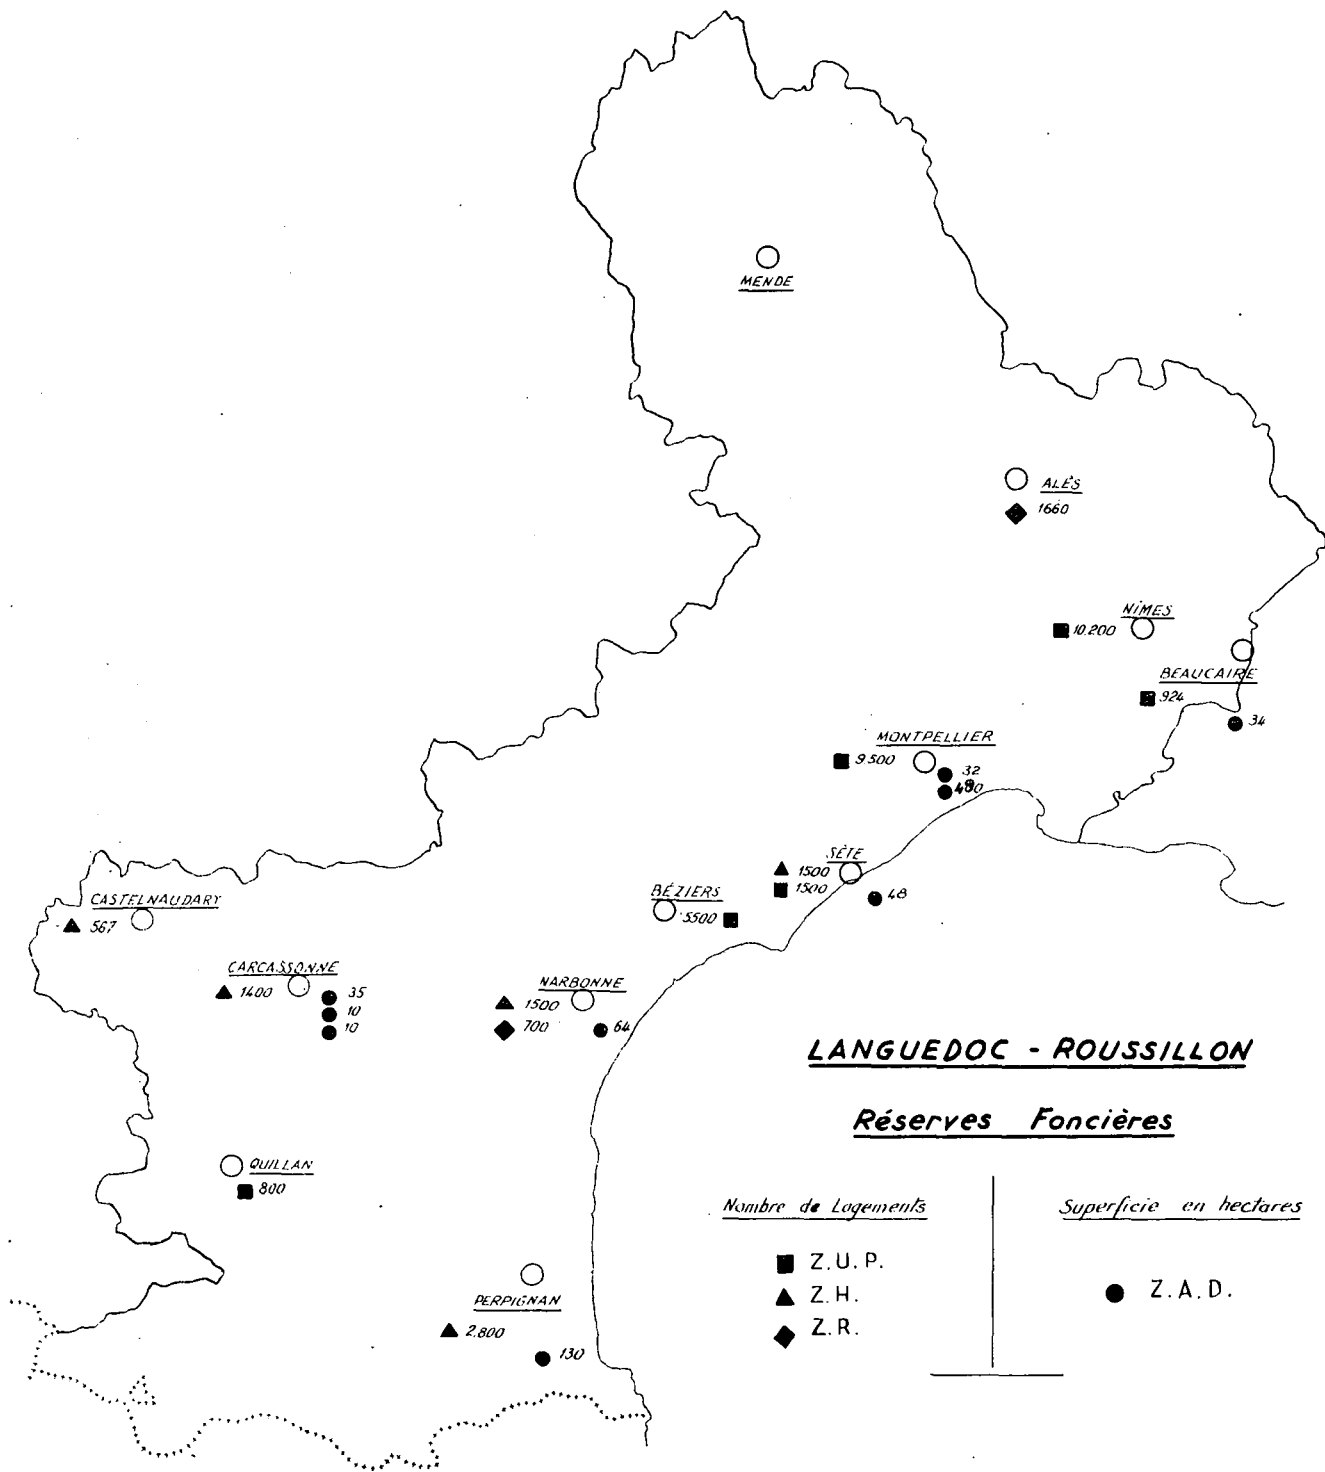 MENDE
ALÈS
1660
NÎMES
10.200
BEAUCAIRE
924
34
MONTPELLIER
9.500
32
SÈTE
1500
1500
48
BÉZIERS
5500
CASTELNAUDARY
567
CARCASSONNE
1400
35
10
10
NARBONNE
1500
700
64
LANGUEDOC - ROUSSILLON
Réserves Foncières
QUILLAN
800
Nombre de Logements
Superficie en hectares
Z.U.P.
Z.H.
Z.R.
Z.A.D.
PERPIGNAN
2.800
130